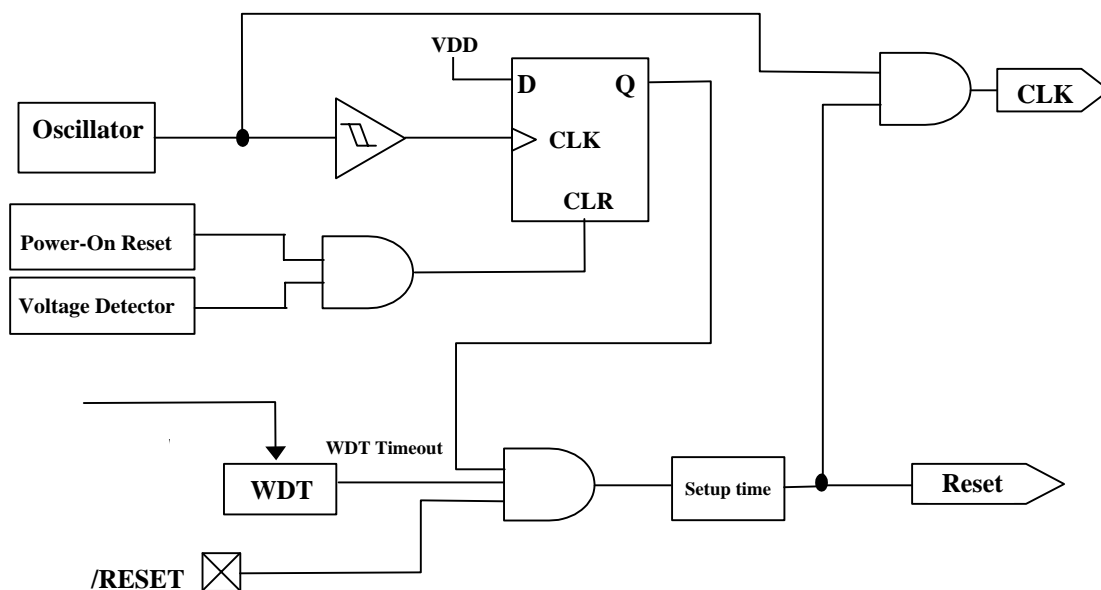 VDD
D Q
CLK
CLK
Oscillator
CLR
Power-On Reset
Voltage Detector
WDT Timeout
WDT
Setup time
Reset
/RESET